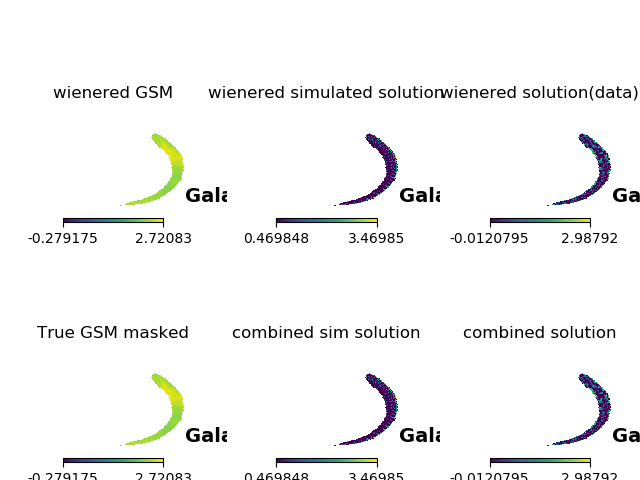 wienered GSM
wienered simulated solution
wienered solution(data)
Gala
Gala
Ga
-0.279175 2.72083
0.469848 3.46985
-0.0120795 2.98792
True GSM masked
combined sim solution
combined solution
Gala
Gala
Ga
-0.279175 2.72083
0.469848 3.46985
-0.0120795 2.98792